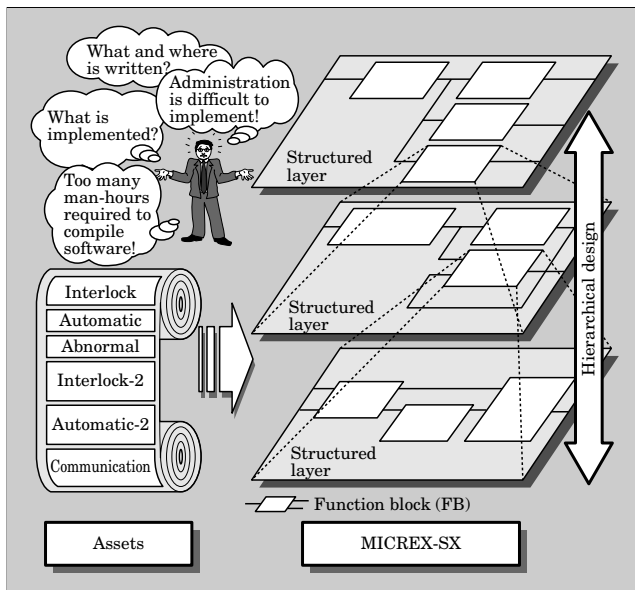 What and where
is written?
Administration
is difficult to
implement!
What is
implemented?
Too many
man-hours
required to
compile
software!
Structured
layer
Structured
layer
Structured
layer
Hierarchical design
Interlock
Automatic
Abnormal
Interlock-2
Automatic-2
Communication
Function block (FB)
Assets
MICREX-SX